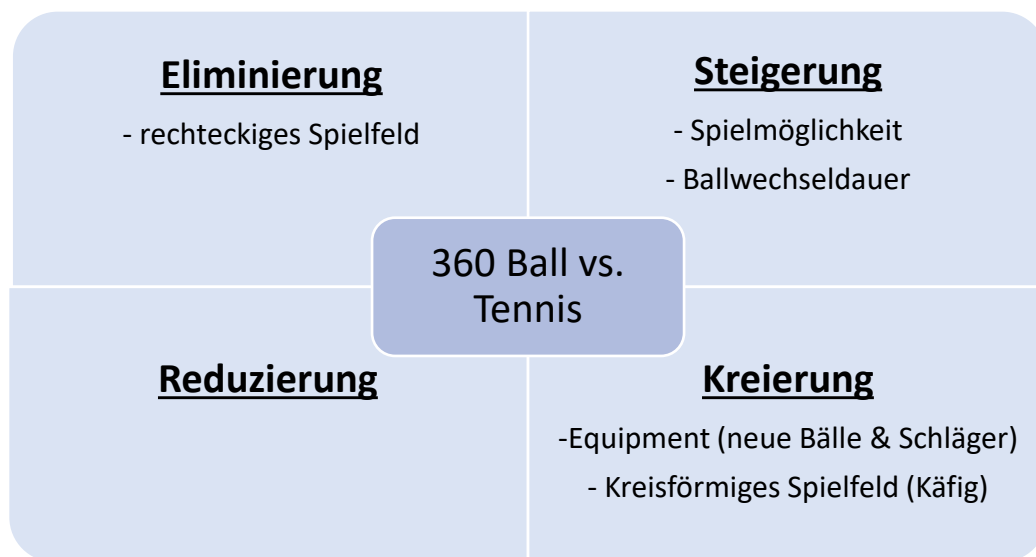 Eliminierung
- rechteckiges Spielfeld
Steigerung
- Spielmöglichkeit
- Ballwechseldauer
360 Ball vs.
Tennis
Reduzierung
Kreierung
-Equipment (neue Bälle & Schläger)
- Kreisförmiges Spielfeld (Käfig)